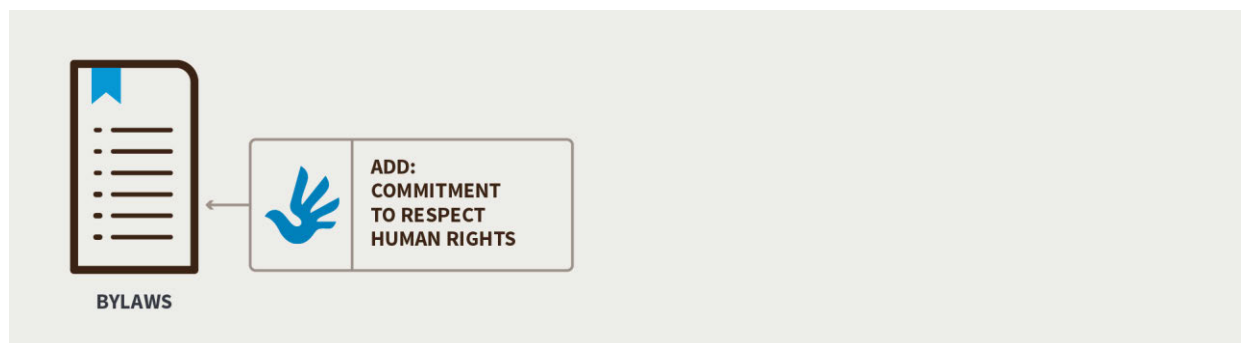 ADD:
COMMITMENT
TO RESPECT
HUMAN RIGHTS
BYLAWS